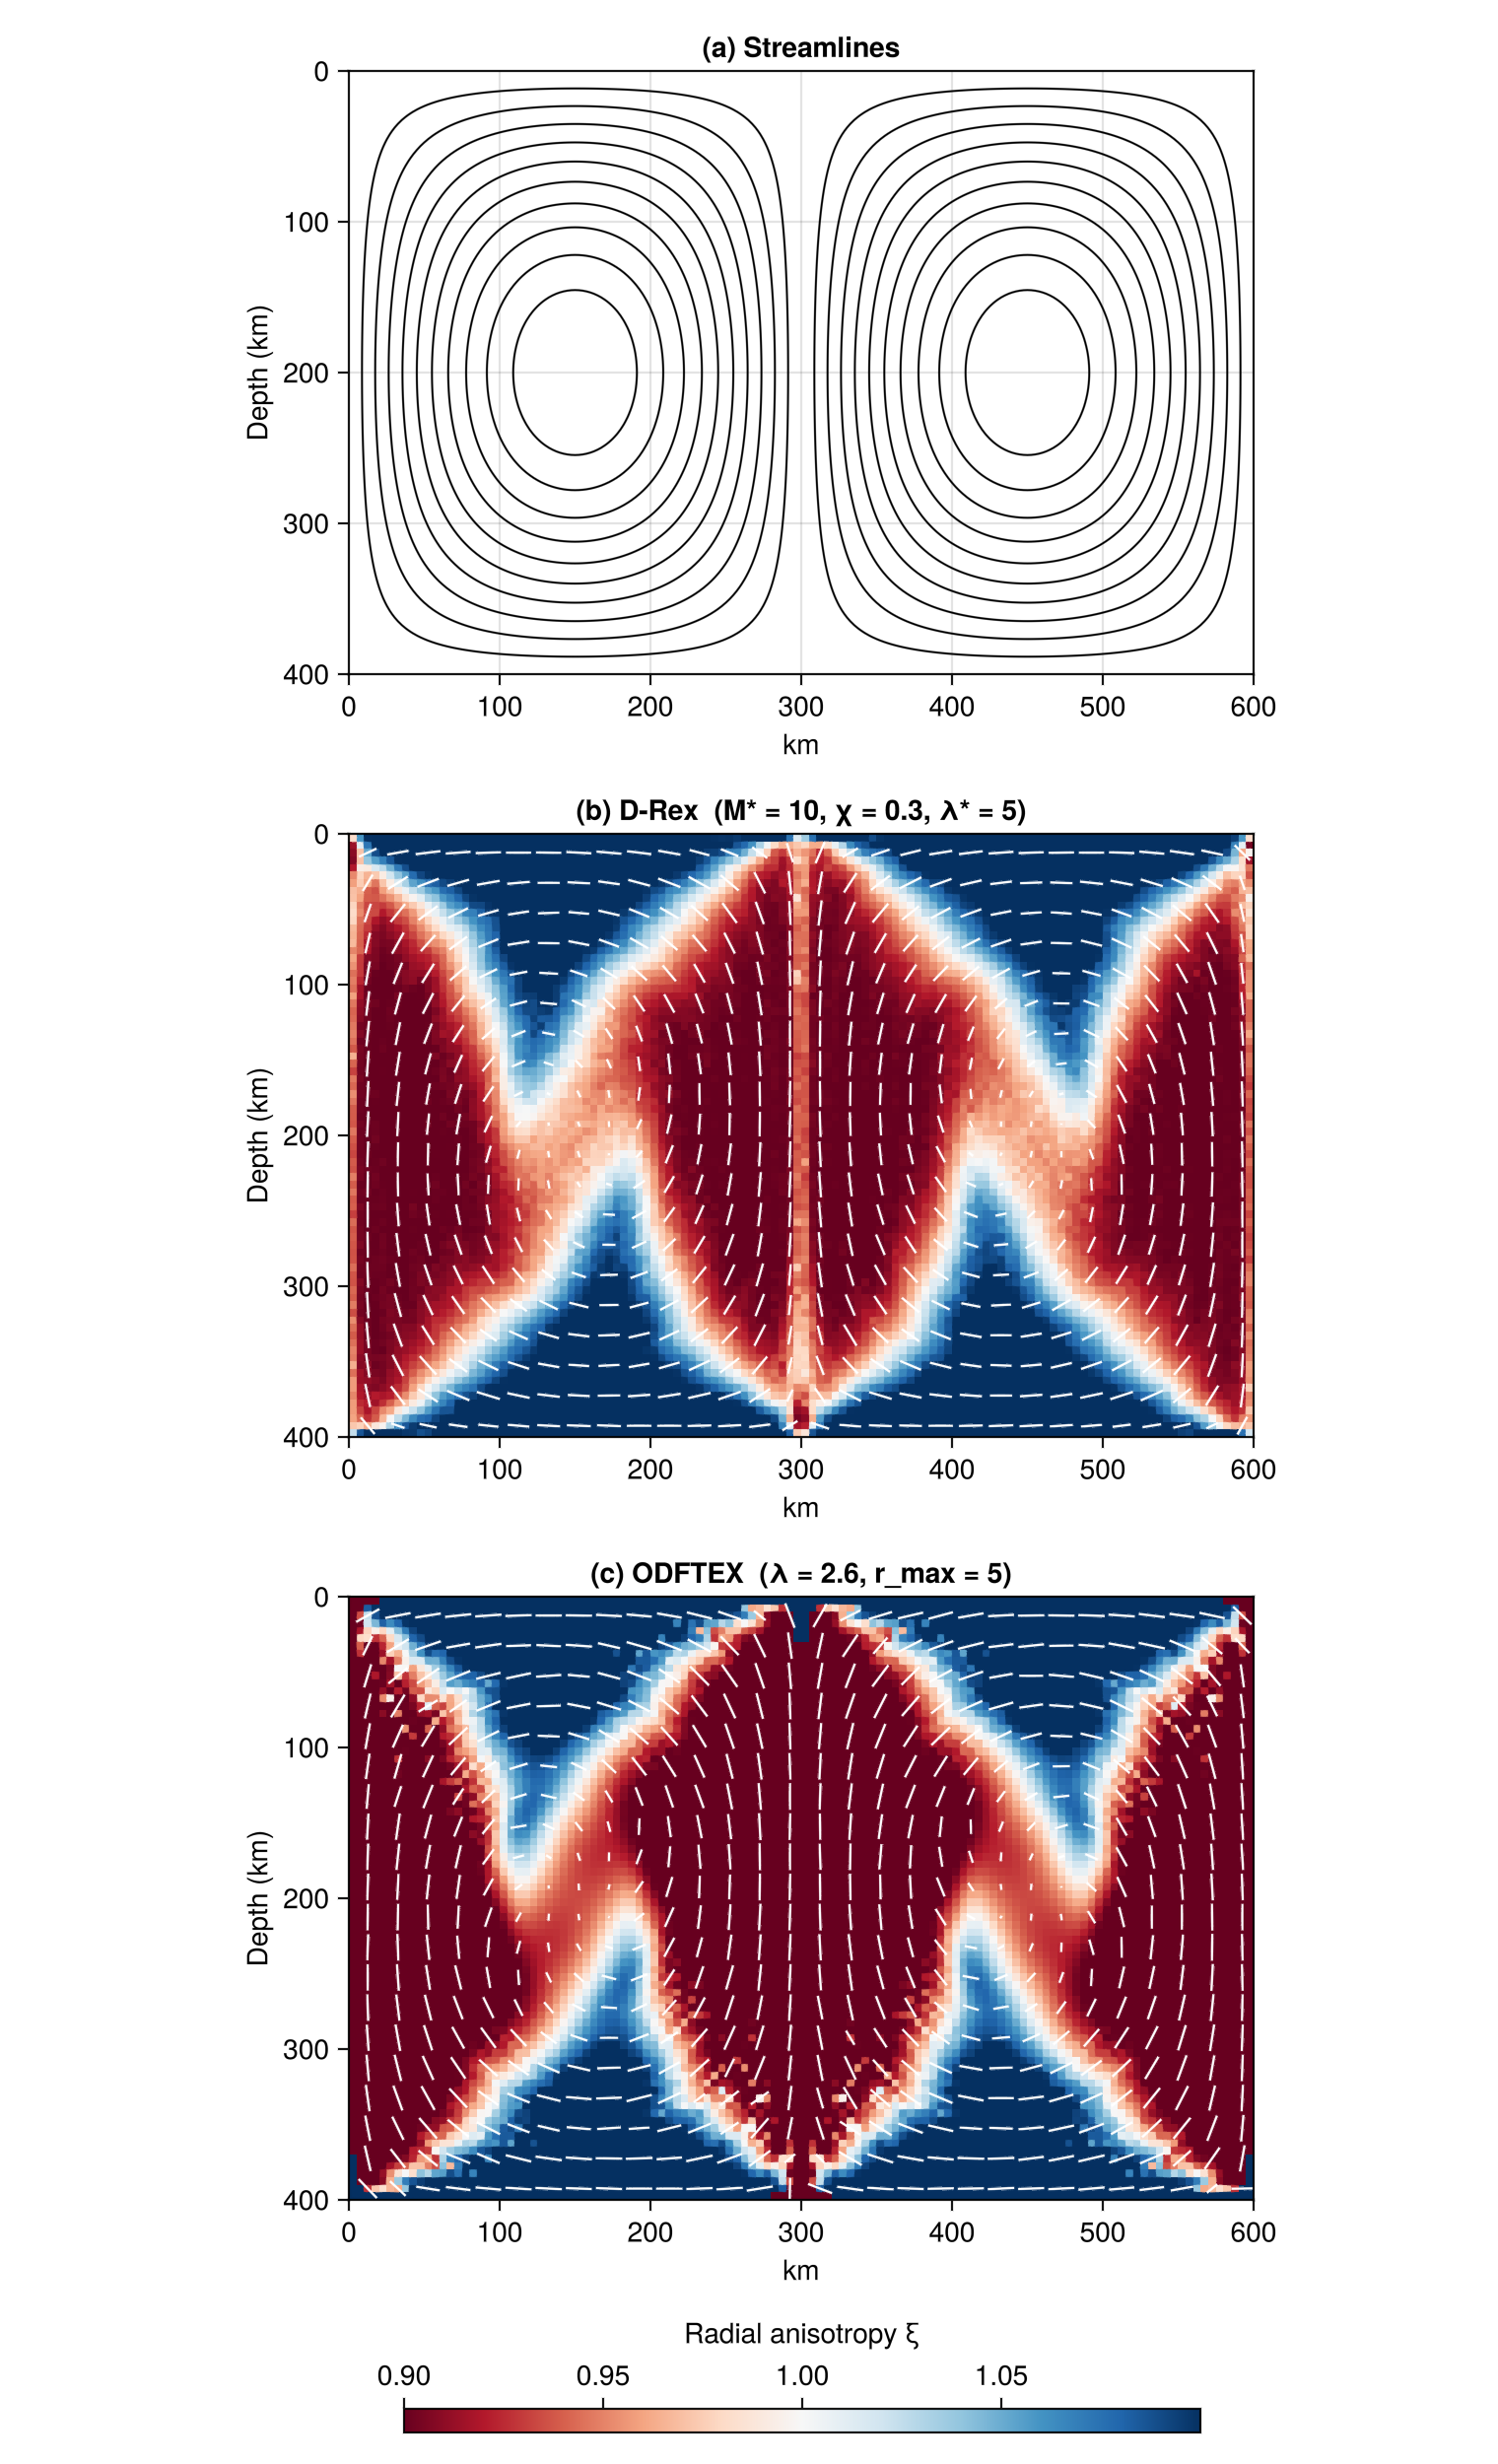 (a) Streamlines
0
100
200
300
400
Depth (km)
0 100 200 300 400 500 600
km
(b) D-Rex (M* = 10, χ = 0.3, λ* = 5)
0
100
200
300
400
Depth (km)
0 100 200 300 400 500 600
km
(c) ODFTEX (λ = 2.6, r_max = 5)
0
100
200
300
400
Depth (km)
0 100 200 300 400 500 600
km
Radial anisotropy ξ
0.90 0.95 1.00 1.05